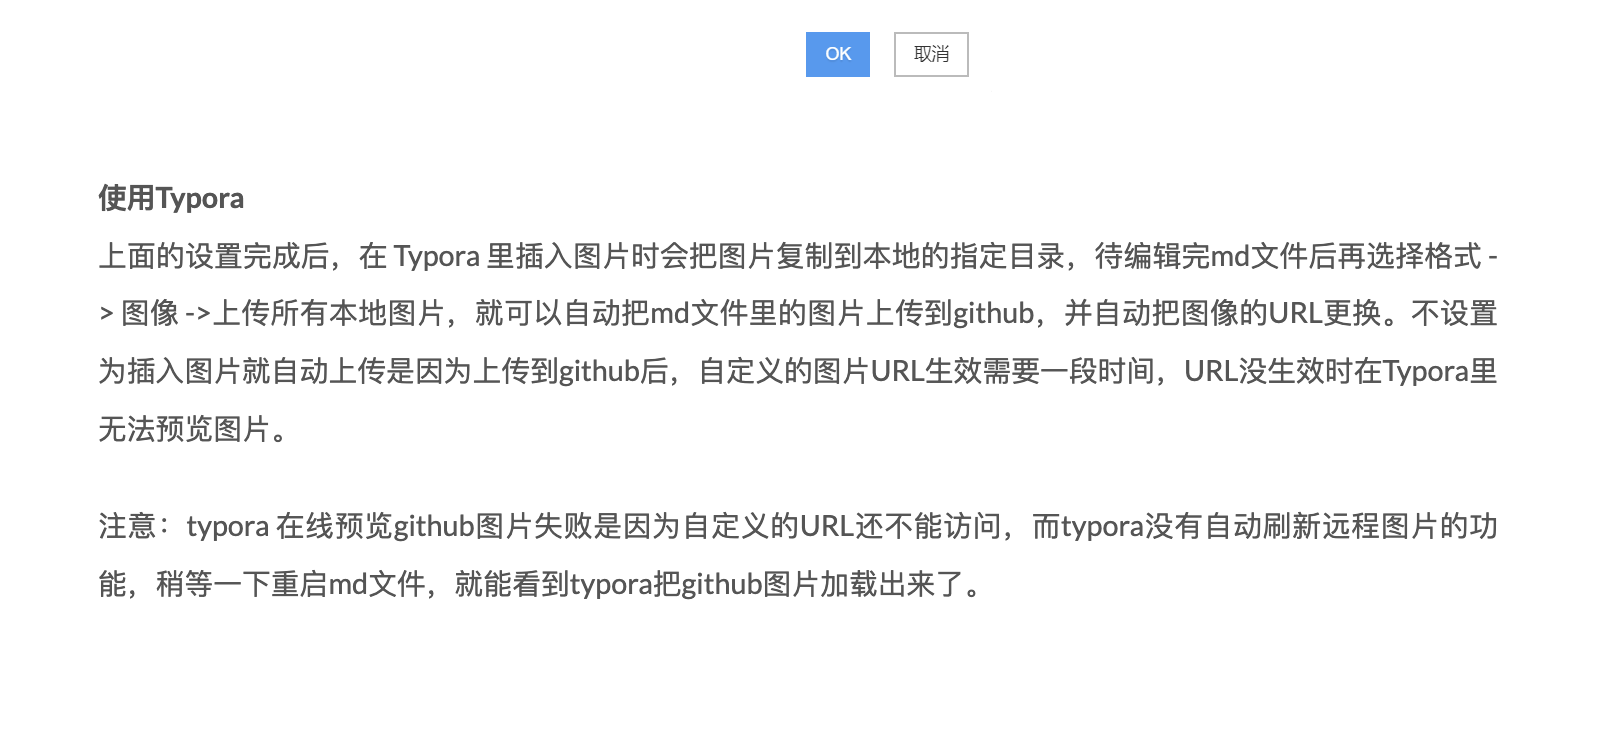 OK 取消
使用Typora
上面的设置完成后，在 Typora 里插入图片时会把图片复制到本地的指定目录，待编辑完md文件后再选择格式 -
> 图像 ->上传所有本地图片，就可以自动把md文件里的图片上传到github，并自动把图像的URL更换。不设置
为插入图片就自动上传是因为上传到github后，自定义的图片URL生效需要一段时间，URL没生效时在Typora里
无法预览图片。
注意：typora 在线预览github图片失败是因为自定义的URL还不能访问，而typora没有自动刷新远程图片的功
能，稍等一下重启md文件，就能看到typora把github图片加载出来了。